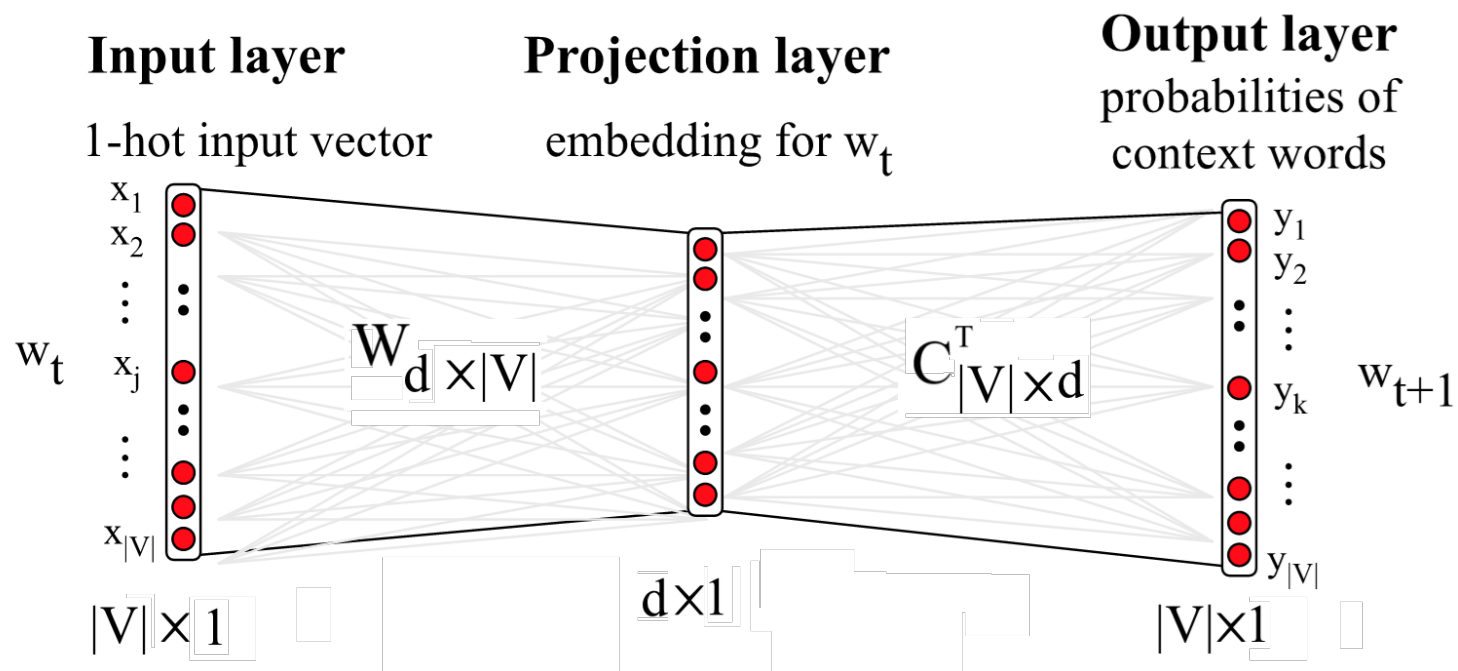 Input layer
1-hot input vector
Projection layer
embedding for wt
Output layer
probabilities of
context words
wt
x1
x2
xj
x|V|
Wd×|V|
CT|V|×d
y1
y2
yk
y|V|
wt+1
|V|×1
d×1
|V|×1